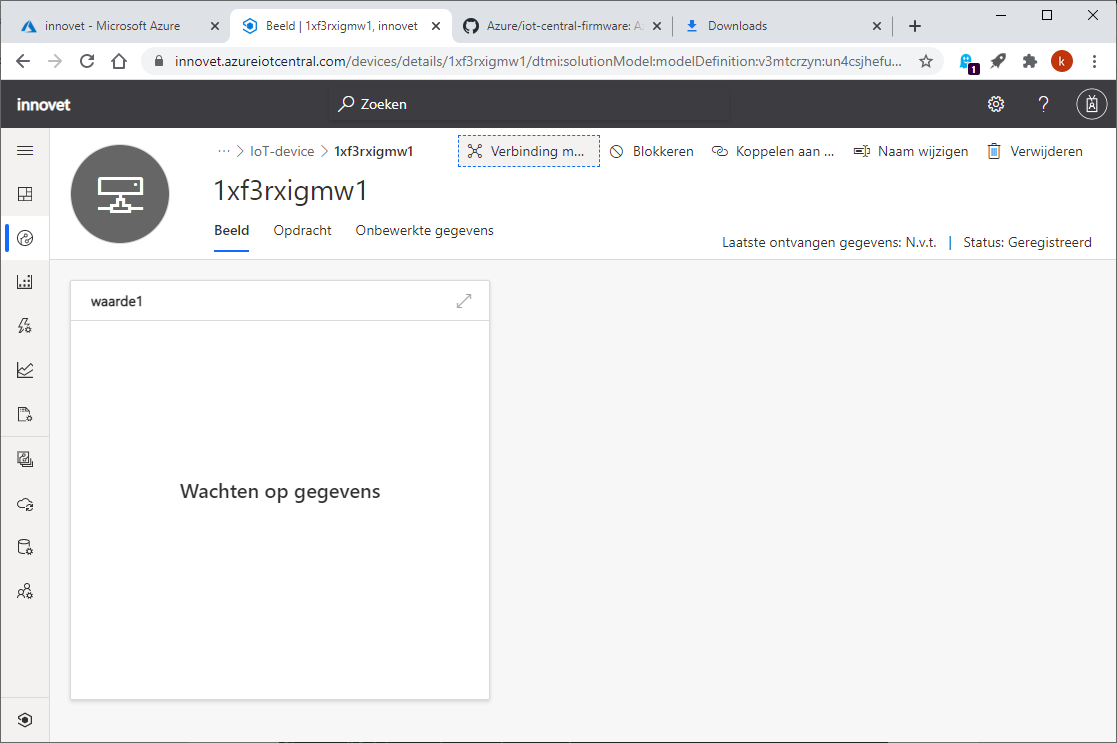 innovet - Microsoft Azure
Beeld | 1xf3rxigmw1, innovet
Azure/iot-central-firmware: A
Downloads
innovet.azureiotcentral.com/devices/details/1xf3rxigmw1/dtmi:solutionModel:modelDefinition:v3mtcrzyn:un4csjhefu...
1
k
innovet
Zoeken
?
··· > IoT-device > 1xf3rxigmw1
Verbinding m...
Blokkeren
Koppelen aan ...
Naam wijzigen
Verwijderen
1xf3rxigmw1
Beeld
Opdracht
Onbewerkte gegevens
Laatste ontvangen gegevens: N.v.t. | Status: Geregistreerd
waarde1
Wachten op gegevens